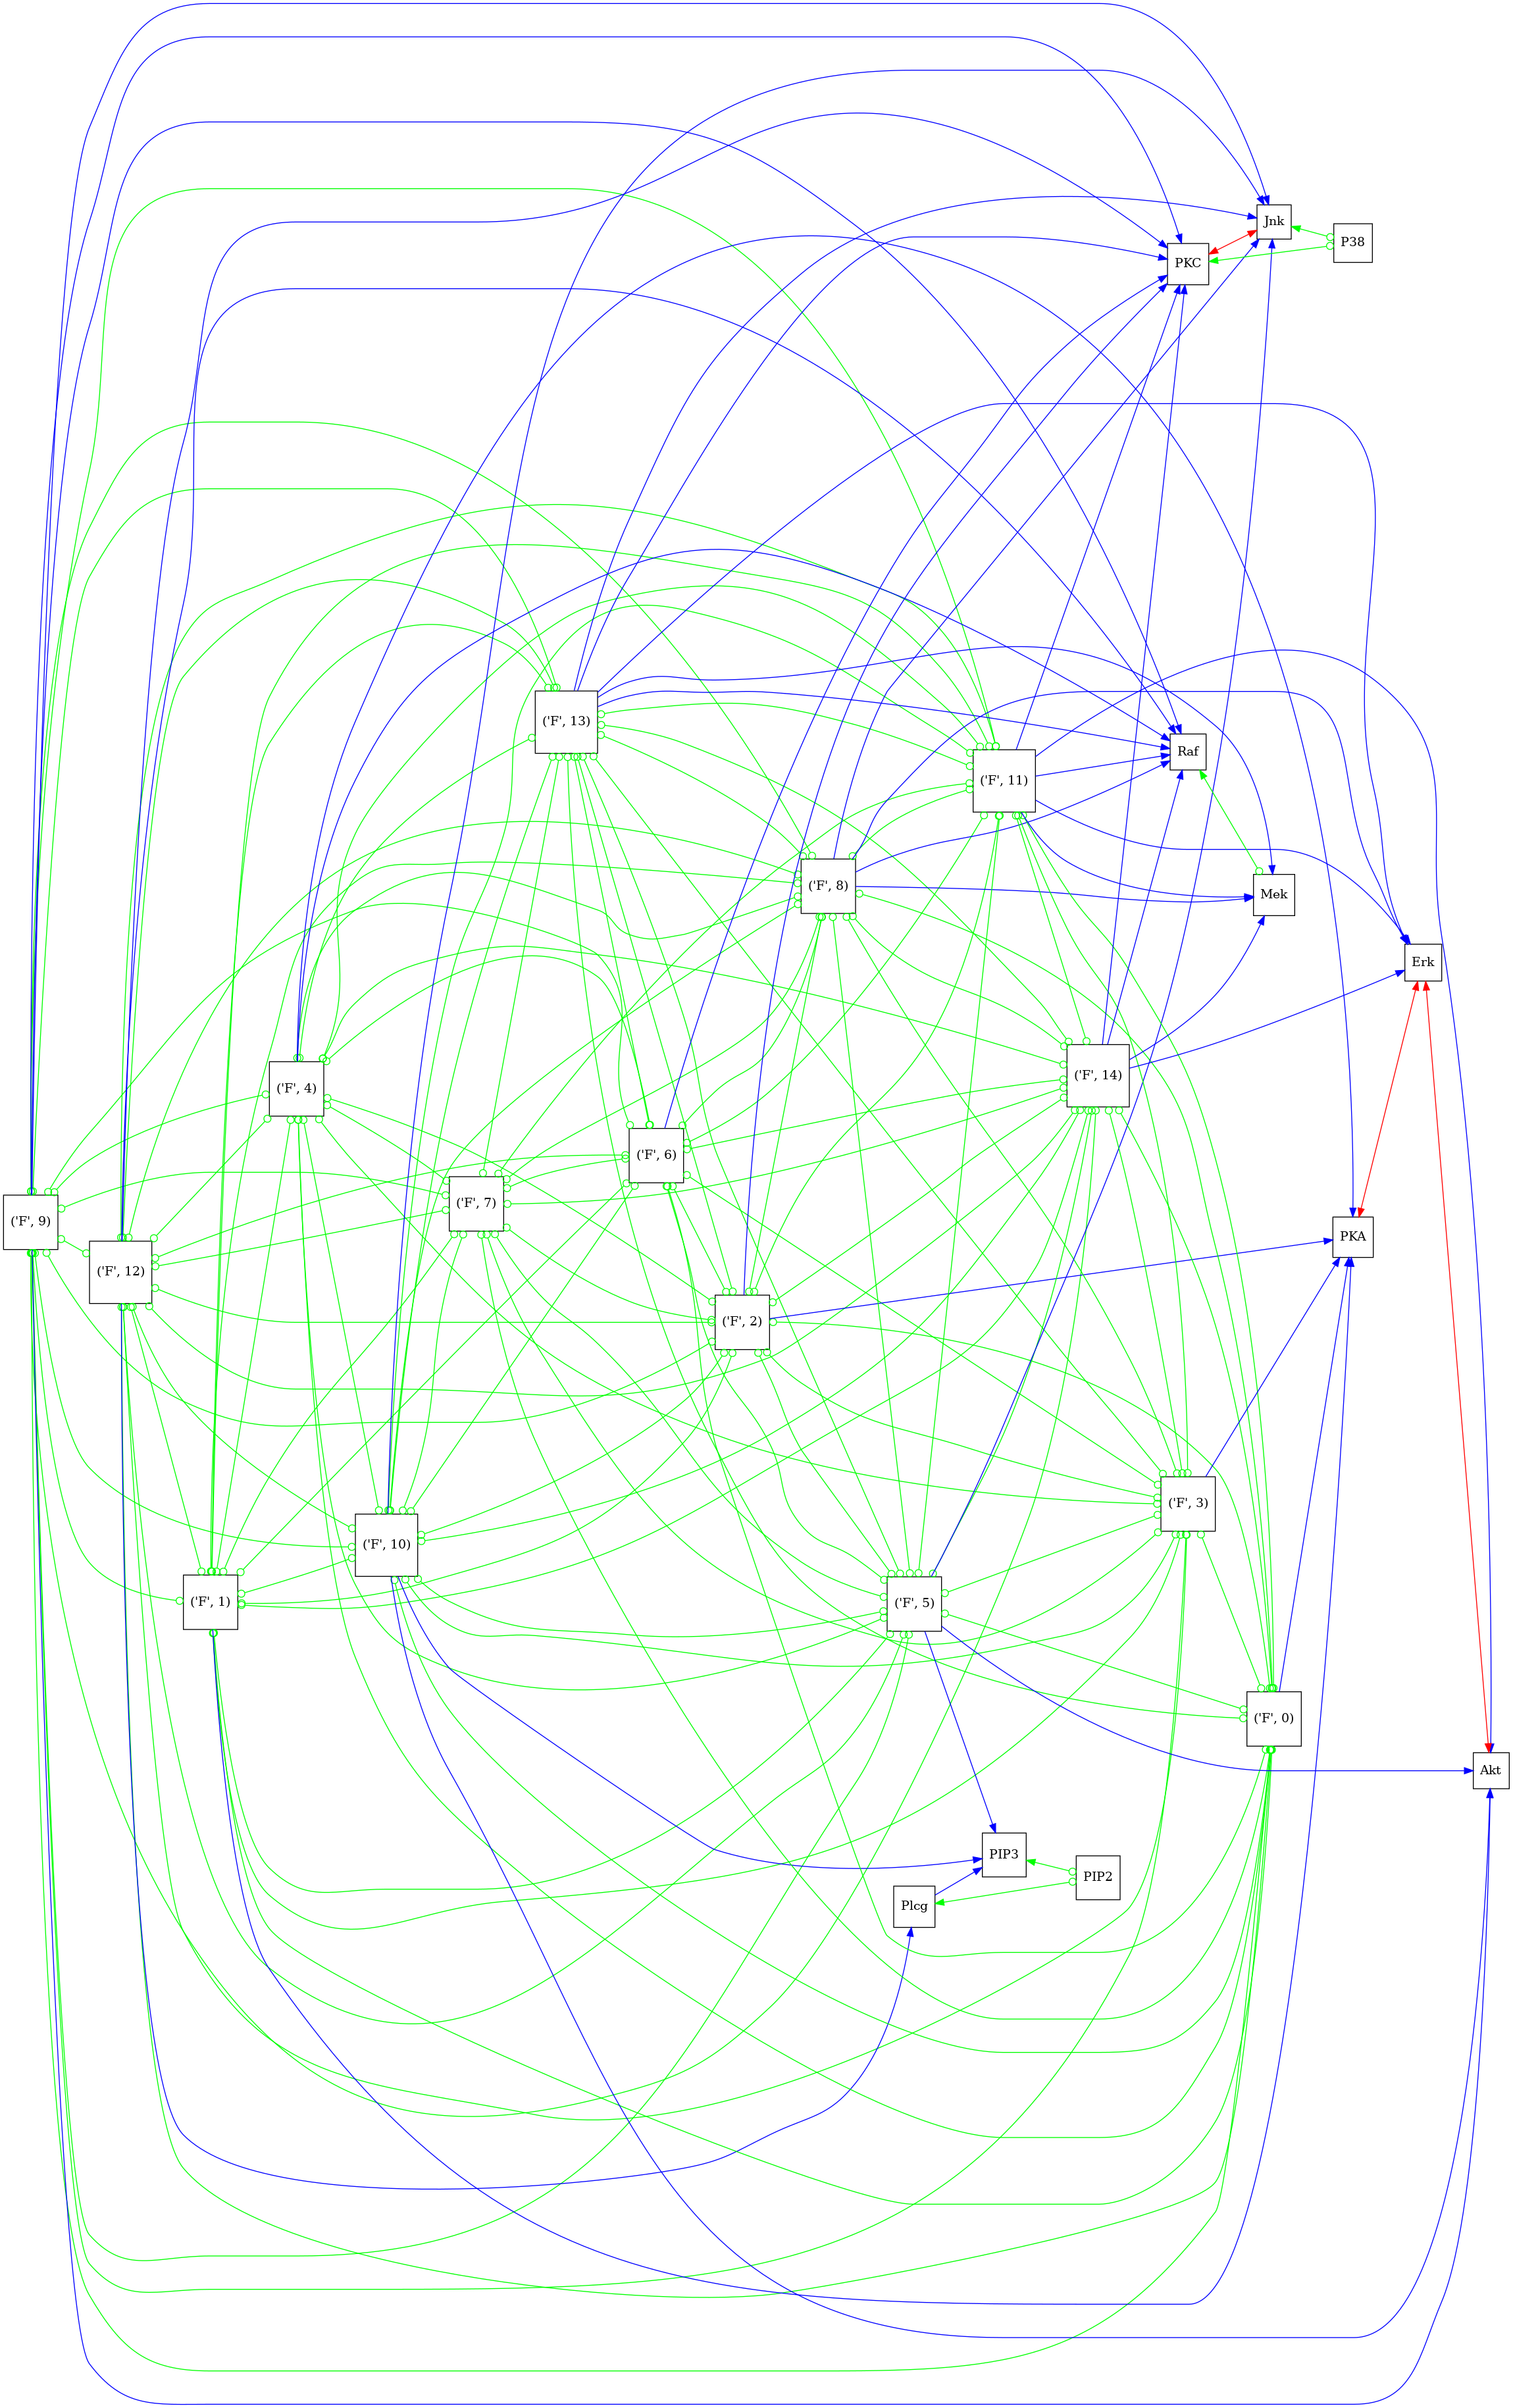 Jnk
P38
PKC
('F', 13)
Raf
('F', 11)
('F', 8)
Mek
Erk
('F', 14)
('F', 4)
('F', 6)
('F', 7)
('F', 9)
PKA
('F', 12)
('F', 2)
('F', 3)
('F', 10)
('F', 1)
('F', 5)
('F', 0)
Akt
PIP3
PIP2
Plcg